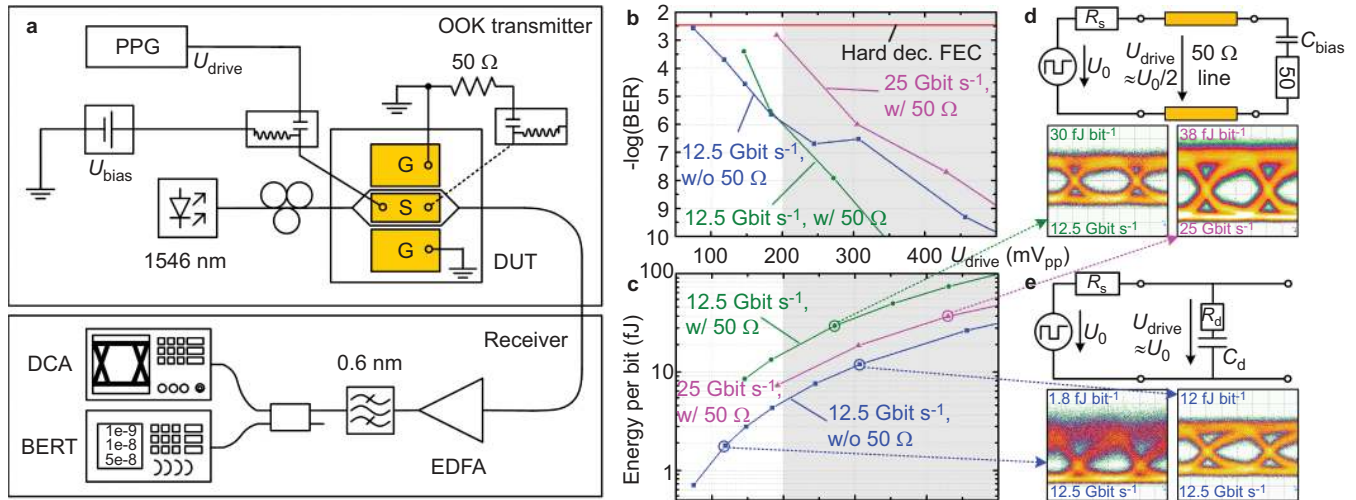 a
OOK transmitter
PPG
U_drive
50 Ω
U_bias
G
S
G
1546 nm
DUT
Receiver
DCA
0.6 nm
BERT
1e-9
1e-8
5e-8
EDFA
b
2
3
4
5
6
7
8
9
10
-log(BER)
Hard dec. FEC
25 Gbit s⁻¹,
w/ 50 Ω
12.5 Gbit s⁻¹,
w/o 50 Ω
12.5 Gbit s⁻¹, w/ 50 Ω
100
200
300
400
U_drive (mV_pp)
c
100
10
1
Energy per bit (fJ)
12.5 Gbit s⁻¹,
w/ 50 Ω
25 Gbit s⁻¹,
w/ 50 Ω
12.5 Gbit s⁻¹,
w/o 50 Ω
d
R_s
U_0
U_drive
≈U_0/2
50 Ω
line
C_bias
50
30 fJ bit⁻¹
12.5 Gbit s⁻¹
38 fJ bit⁻¹
25 Gbit s⁻¹
e
R_s
U_0
U_drive
≈U_0
R_d
C_d
1.8 fJ bit⁻¹
12.5 Gbit s⁻¹
12 fJ bit⁻¹
12.5 Gbit s⁻¹